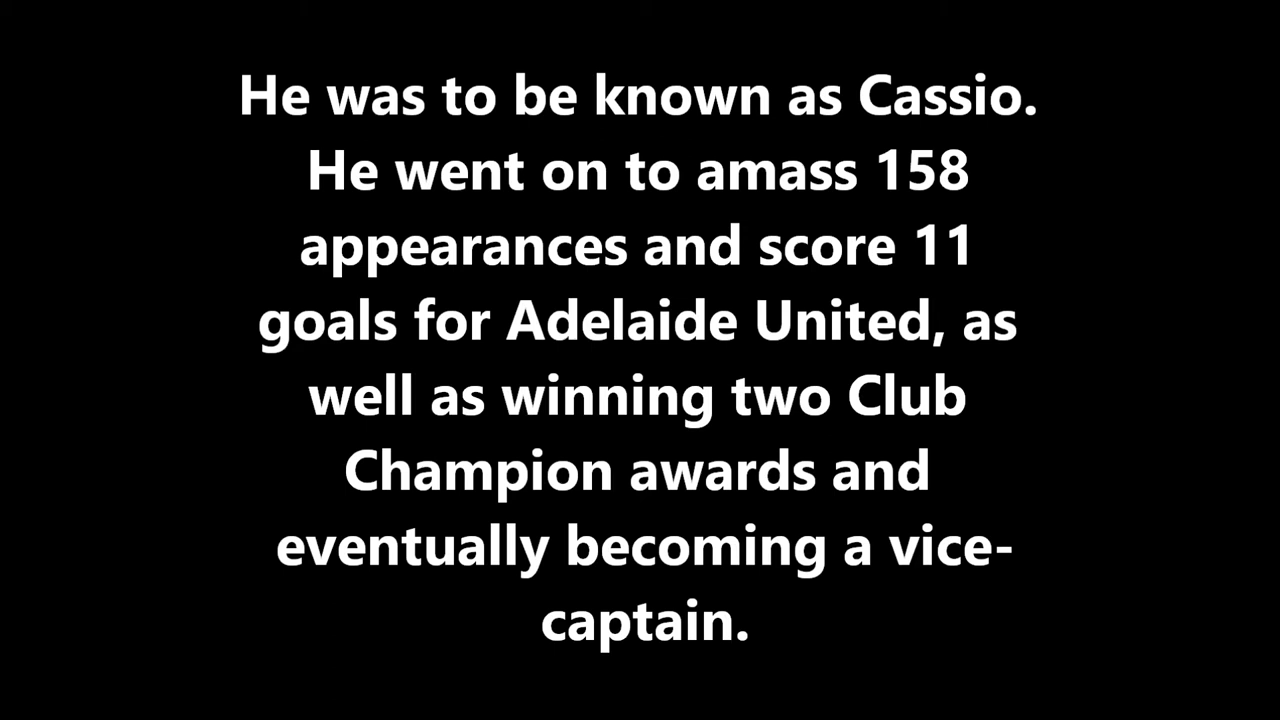 He was to be known as Cassio.
He went on to amass 158
appearances and score 11
goals for Adelaide United, as
well as winning two Club
Champion awards and
eventually becoming a vice-
captain.